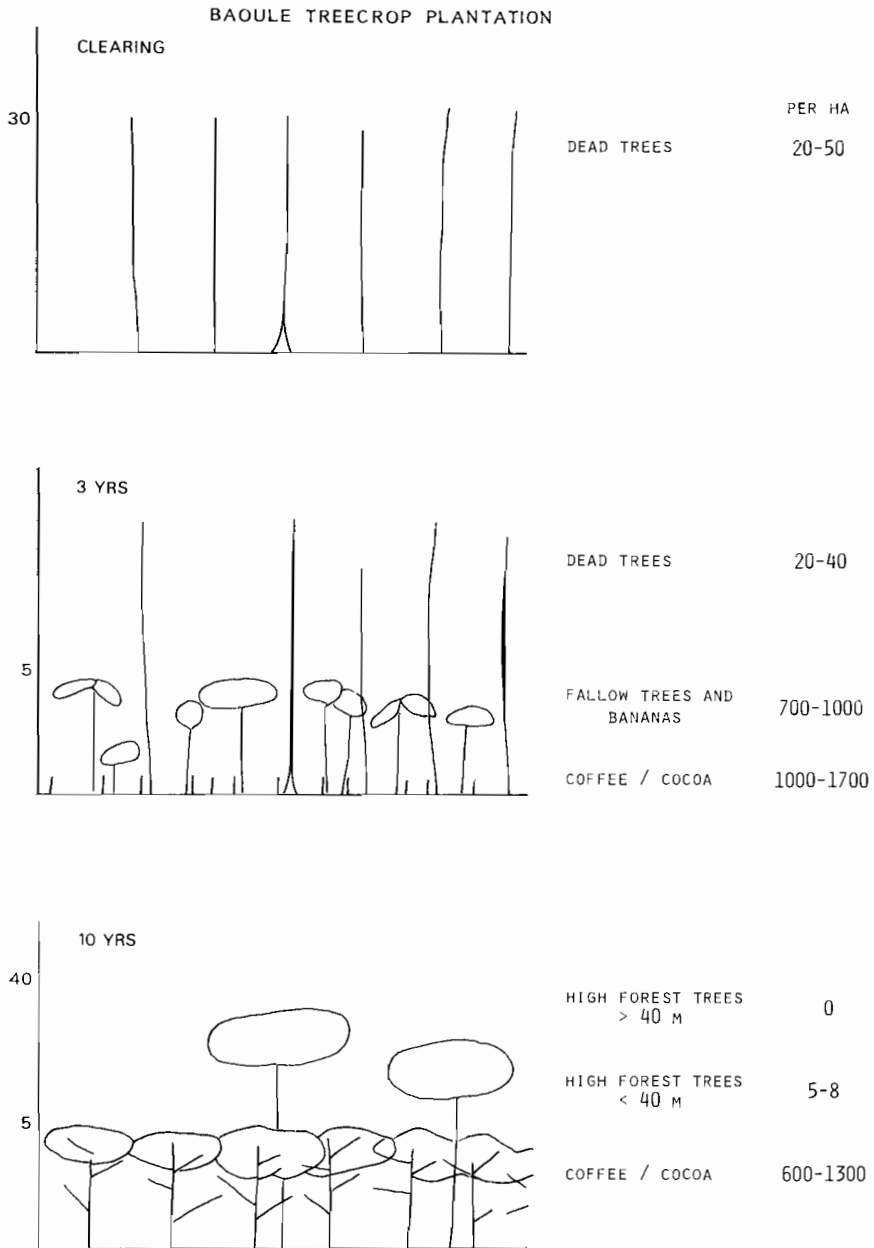 BAOULE TREECROP PLANTATION
CLEARING
30
PER HA
DEAD TREES 20-50
3 YRS
DEAD TREES 20-40
5
FALLOW TREES AND
BANANAS 700-1000
COFFEE / COCOA 1000-1700
10 YRS
40
HIGH FOREST TREES
> 40 M 0
HIGH FOREST TREES
< 40 M 5-8
5
COFFEE / COCOA 600-1300